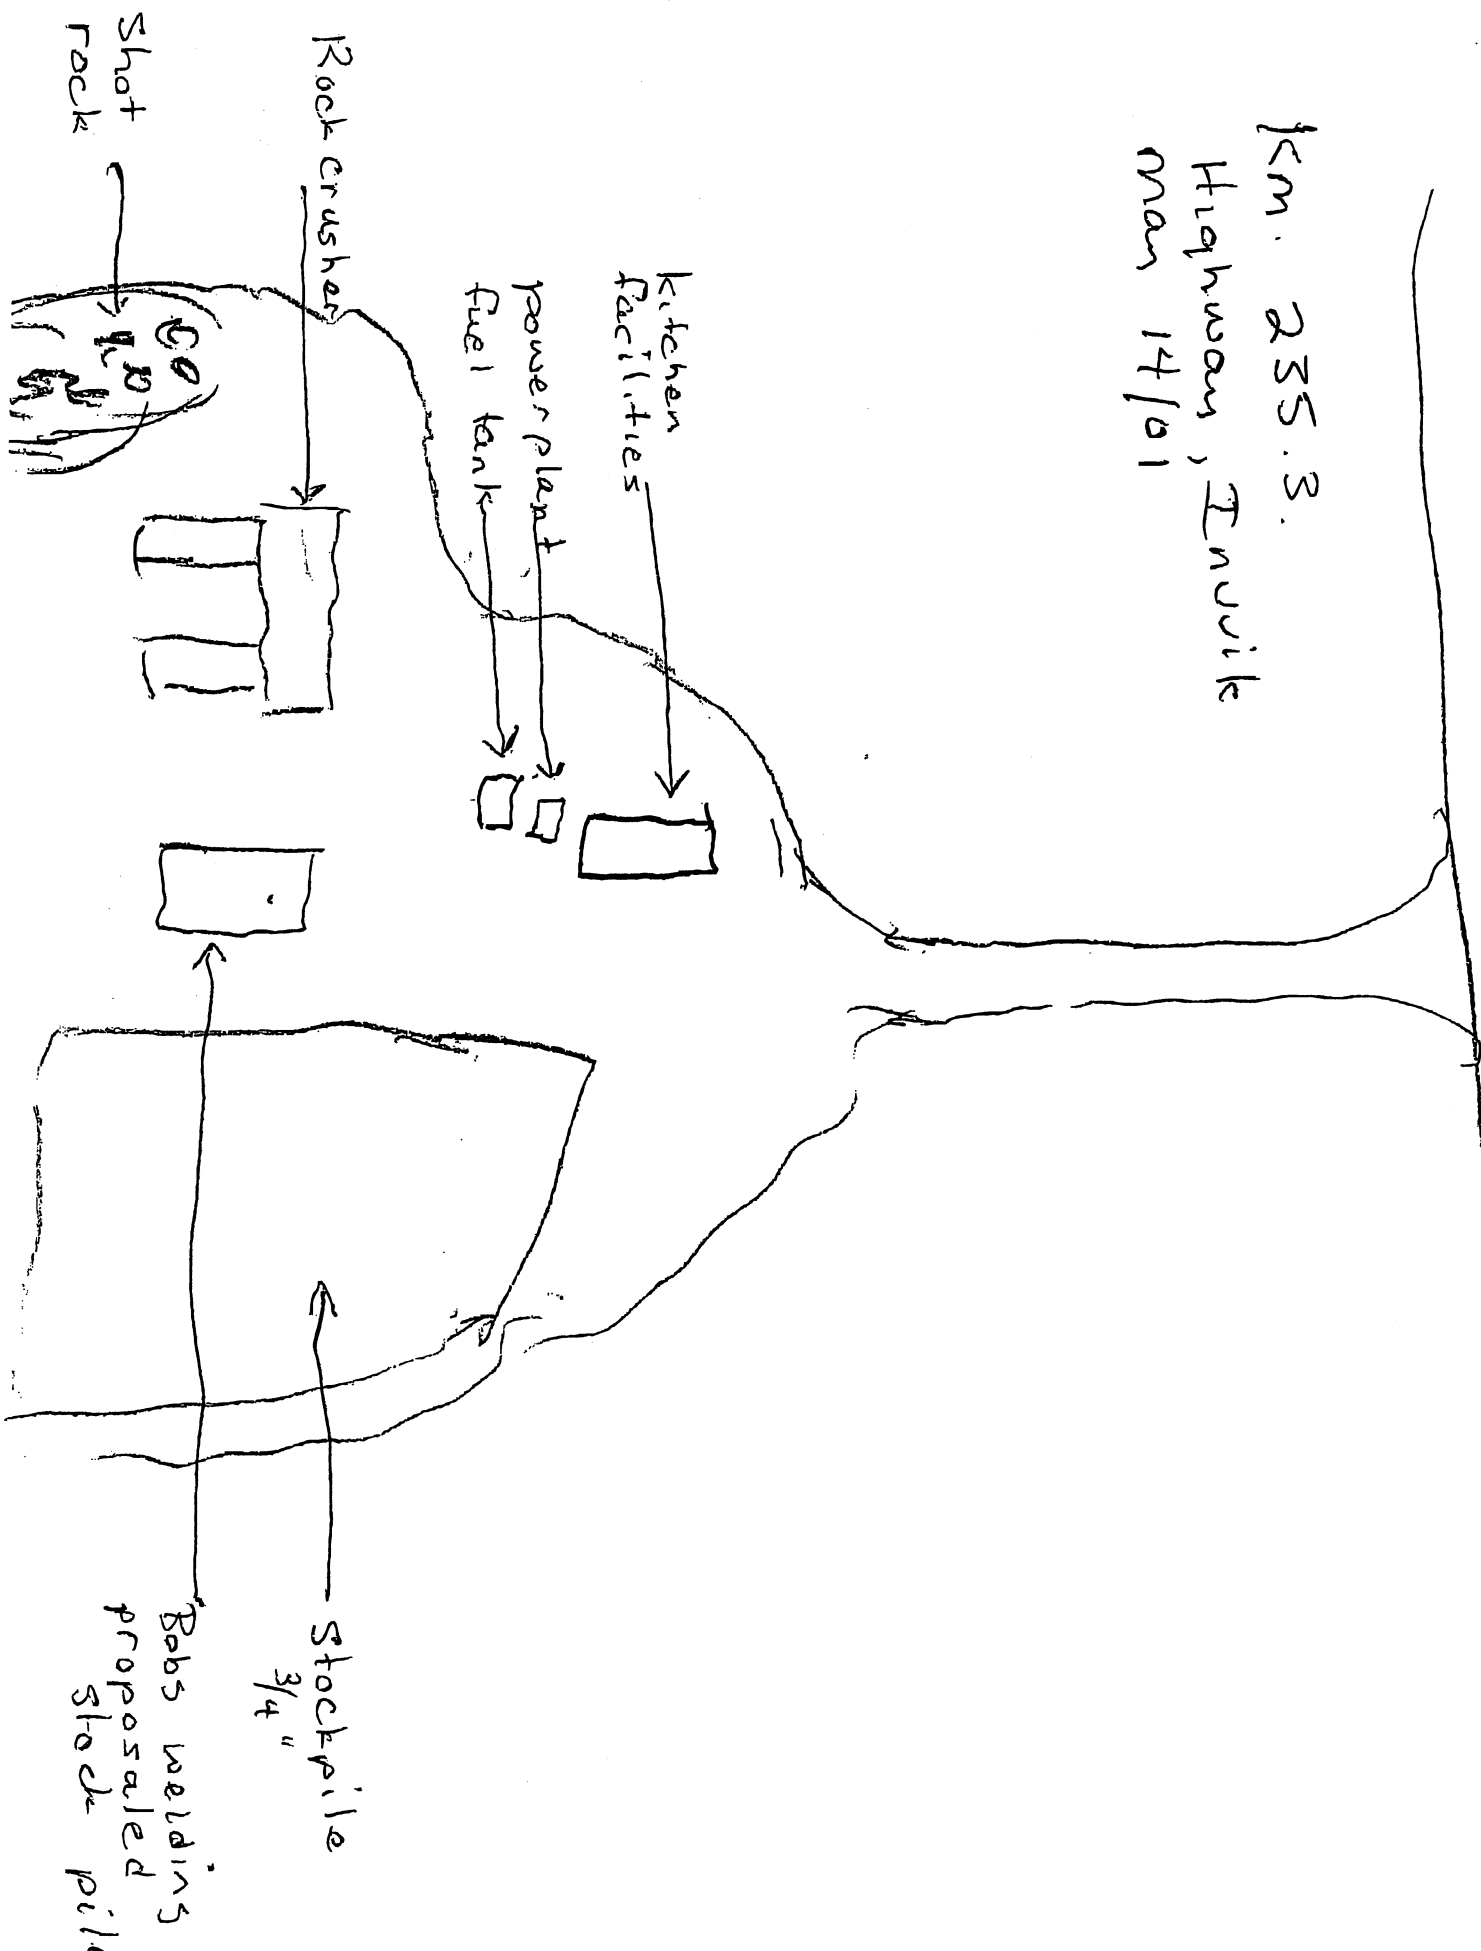 Km. 235.3.
Highway, Inuvik
May 14/01
kitchen
facilities
powerplant
fuel tank
Rock crusher
Shot
rock
Stockpile
3/4"
Bobs welding
proposaled
stock pile